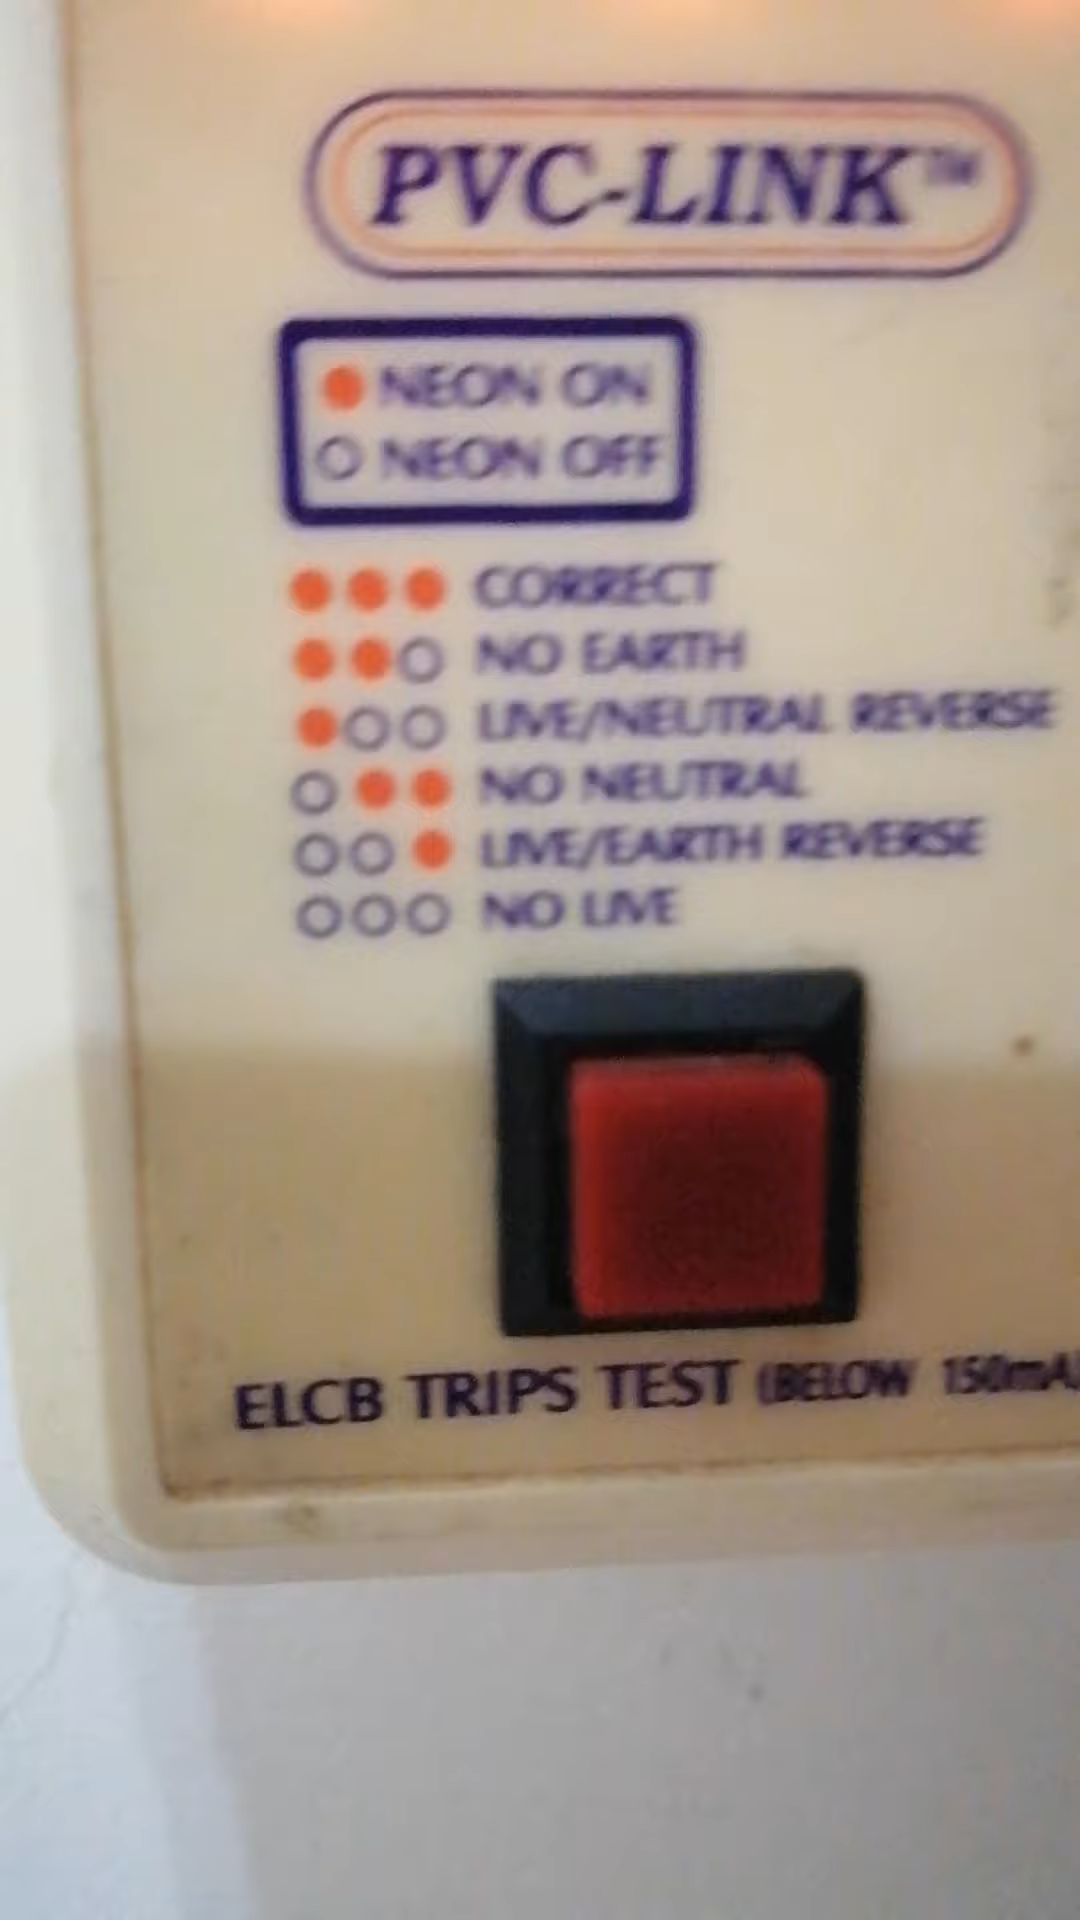 PVC-LINK™
NEON ON
NEON OFF
CORRECT
NO EARTH
LIVE/NEUTRAL REVERSE
NO NEUTRAL
LIVE/EARTH REVERSE
NO LIVE
ELCB TRIPS TEST (BELOW 150mA)